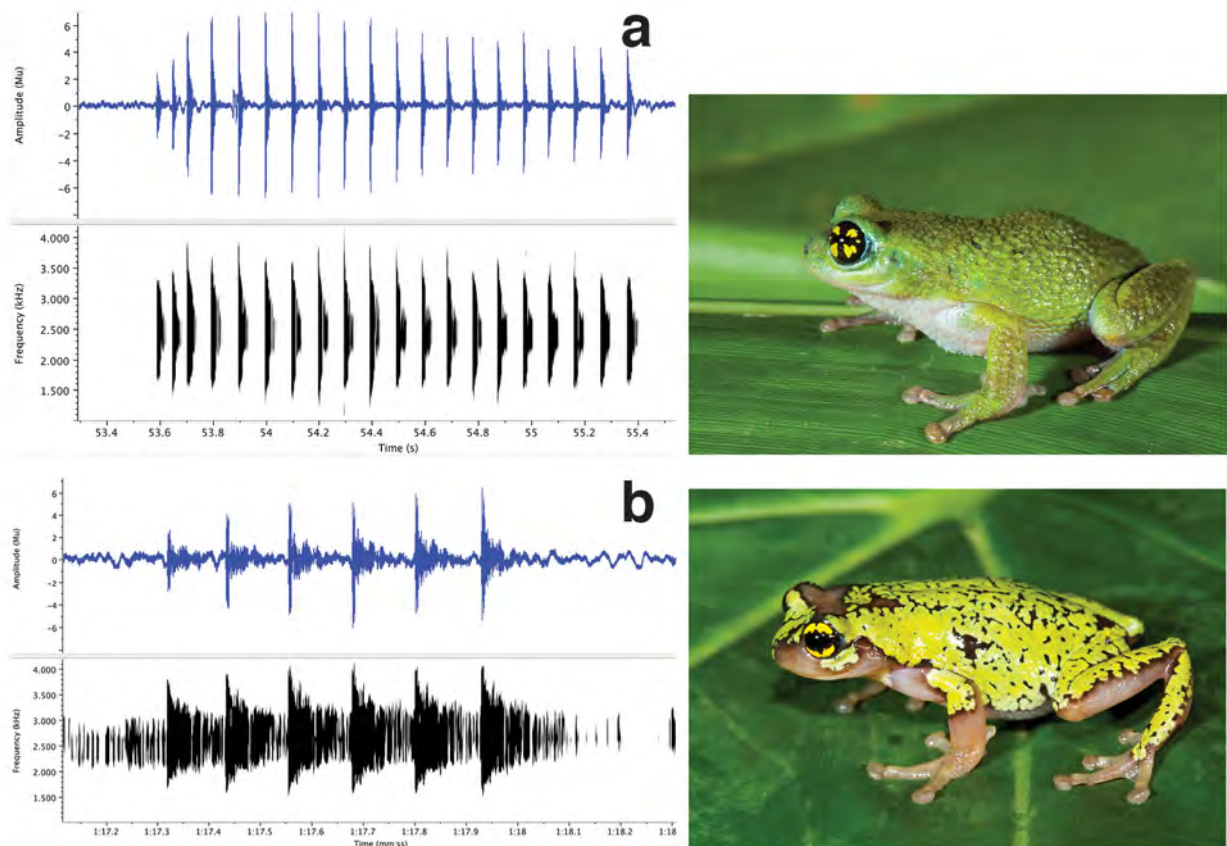 a
Amplitude (Mu)
6
4
2
0
-2
-4
-6
Frequency (kHz)
4.000
3.500
3.000
2.500
2.000
1.500
53.4 53.6 53.8 54 54.2 54.4 54.6 54.8 55 55.2 55.4
Time (s)
b
Amplitude (Mu)
6
4
2
0
-2
-4
-6
Frequency (kHz)
4.000
3.500
3.000
2.500
2.000
1.500
1:17.2 1:17.3 1:17.4 1:17.5 1:17.6 1:17.7 1:17.8 1:17.9 1:18 1:18.1 1:18.2 1:18
Time (mm:ss)